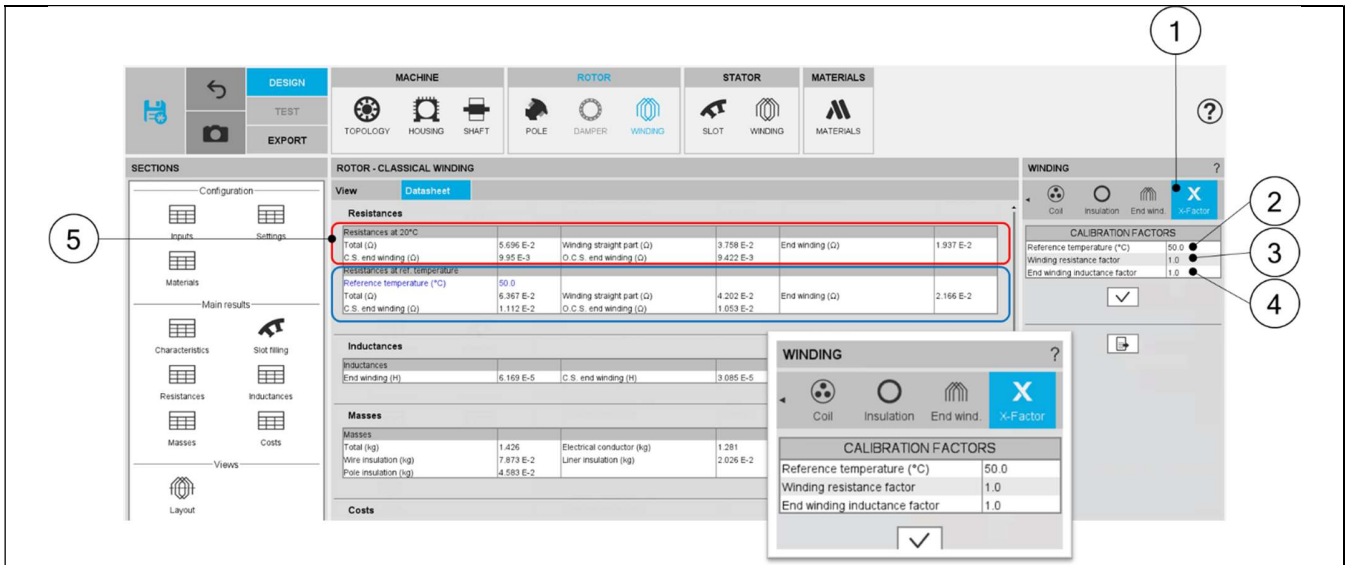 1
DESIGN
TEST
EXPORT
MACHINE
TOPOLOGY HOUSING SHAFT
ROTOR
POLE DAMPER WINDING
STATOR
SLOT WINDING
MATERIALS
MATERIALS
?
SECTIONS
Configuration
Inputs Settings
Materials
Main results
Characteristics Slot filling
Resistances Inductances
Masses Costs
Views
Layout
ROTOR - CLASSICAL WINDING
View Datasheet
Resistances
5
Resistances at 20°C
Total (Ω) 5.696 E-2 Winding straight part (Ω) 3.758 E-2 End winding (Ω) 1.937 E-2
C.S. end winding (Ω) 9.95 E-3 O.C.S. end winding (Ω) 9.422 E-3
Resistances at ref. temperature
Reference temperature (°C) 50.0
Total (Ω) 6.367 E-2 Winding straight part (Ω) 4.202 E-2 End winding (Ω) 2.166 E-2
C.S. end winding (Ω) 1.112 E-2 O.C.S. end winding (Ω) 1.053 E-2
Inductances
Inductances
End winding (H) 6.169 E-5 C.S. end winding (H) 3.085 E-5
Masses
Masses
Total (kg) 1.426 Electrical conductor (kg) 1.281
Wire insulation (kg) 7.873 E-2 Liner insulation (kg) 2.026 E-2
Pole insulation (kg) 4.583 E-2
Costs
WINDING ?
Coil Insulation End wind. X-Factor
CALIBRATION FACTORS
Reference temperature (°C) 50.0
Winding resistance factor 1.0
End winding inductance factor 1.0
2
3
4
WINDING ?
X
Coil Insulation End wind. X-Factor
CALIBRATION FACTORS
Reference temperature (°C) 50.0
Winding resistance factor 1.0
End winding inductance factor 1.0